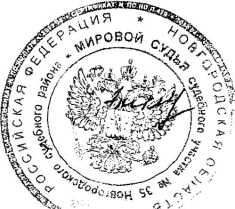 РОССИЙСКАЯ ФЕДЕРАЦИЯ * НОВГОРОДСКАЯ ОБЛАСТЬ
* МИРОВОЙ СУДЬЯ судебного участка № 35 Новгородского судебного района